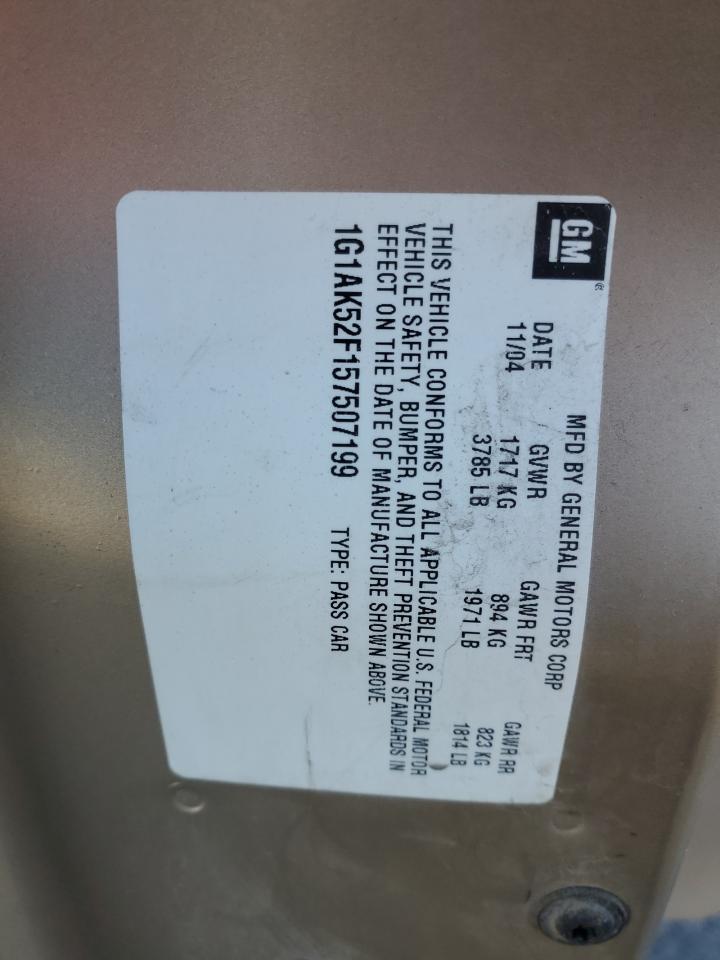 GM®
MFD BY GENERAL MOTORS CORP
DATE GVWR GAWR FRT GAWR RR
11/04 1717 KG 894 KG 823 KG
3785 LB 1971 LB 1814 LB
THIS VEHICLE CONFORMS TO ALL APPLICABLE U.S. FEDERAL MOTOR
VEHICLE SAFETY, BUMPER, AND THEFT PREVENTION STANDARDS IN
EFFECT ON THE DATE OF MANUFACTURE SHOWN ABOVE.
1G1AK52F157507199 TYPE: PASS CAR